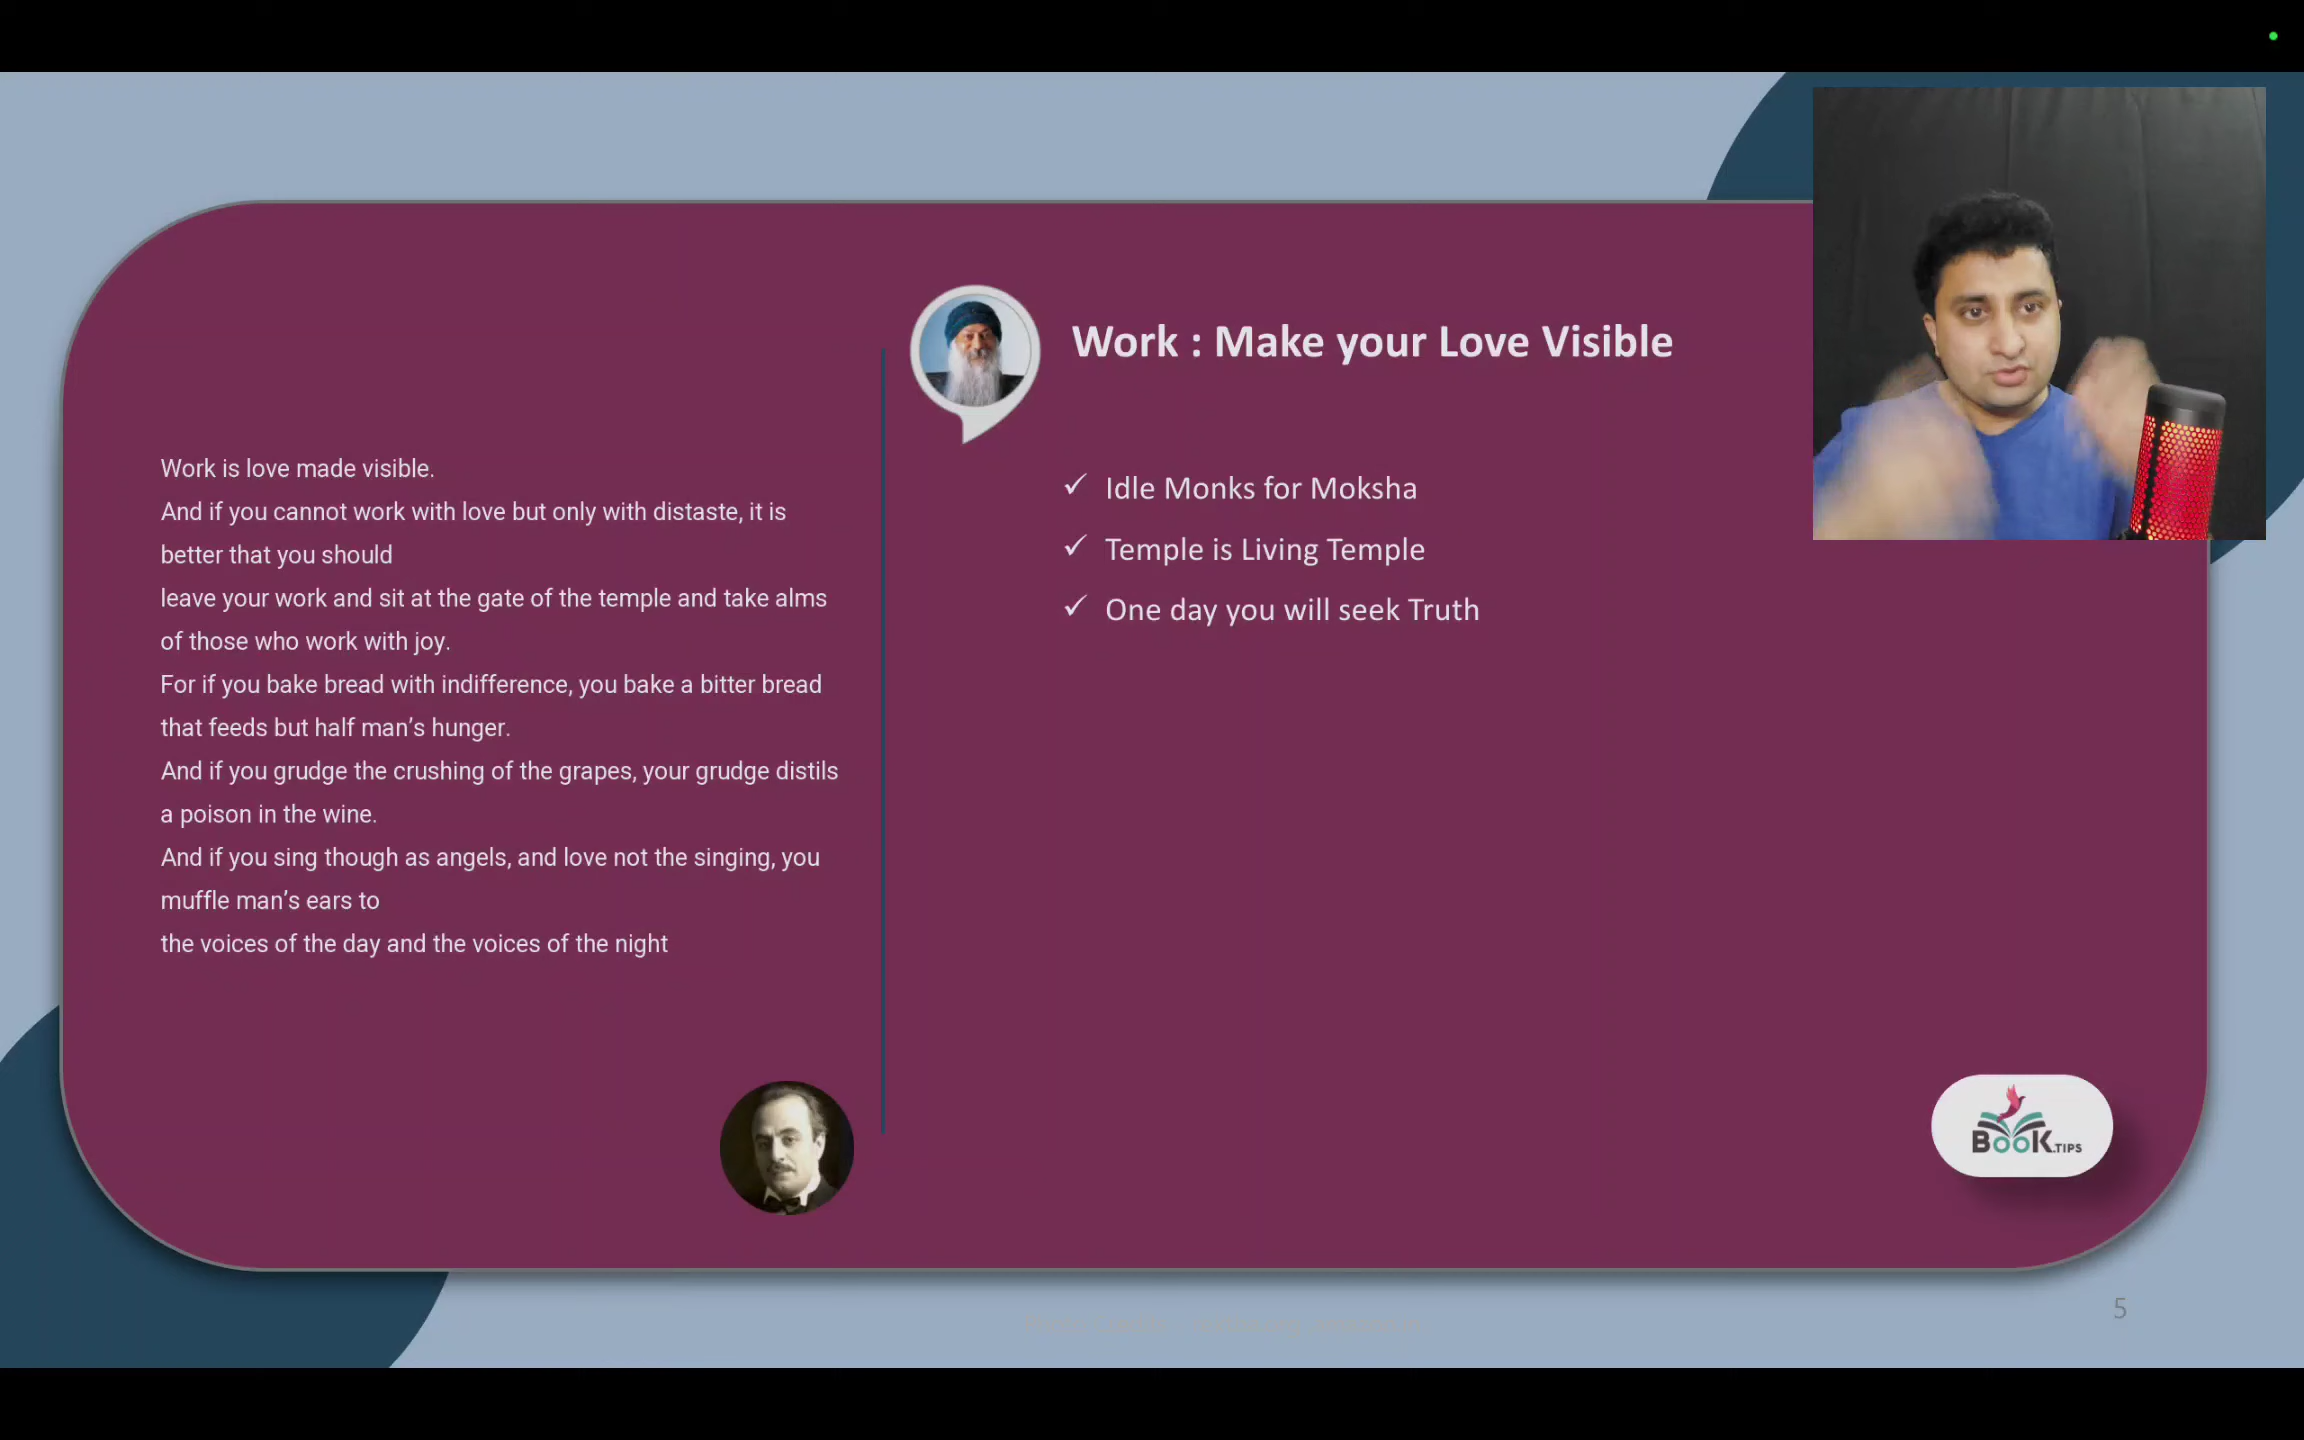 Work is love made visible.
And if you cannot work with love but only with distaste, it is
better that you should
leave your work and sit at the gate of the temple and take alms
of those who work with joy.
For if you bake bread with indifference, you bake a bitter bread
that feeds but half man’s hunger.
And if you grudge the crushing of the grapes, your grudge distils
a poison in the wine.
And if you sing though as angels, and love not the singing, you
muffle man’s ears to
the voices of the day and the voices of the night
Work : Make your Love Visible
✓ Idle Monks for Moksha
✓ Temple is Living Temple
✓ One day you will seek Truth
BooK.TIPS
5